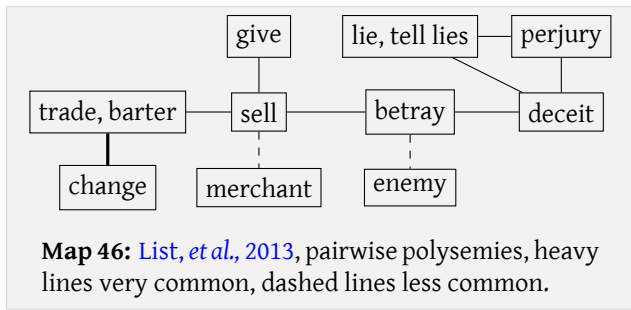 give
lie, tell lies
perjury
trade, barter
sell
betray
deceit
change
merchant
enemy
Map 46: List, et al., 2013, pairwise polysemies, heavy
lines very common, dashed lines less common.